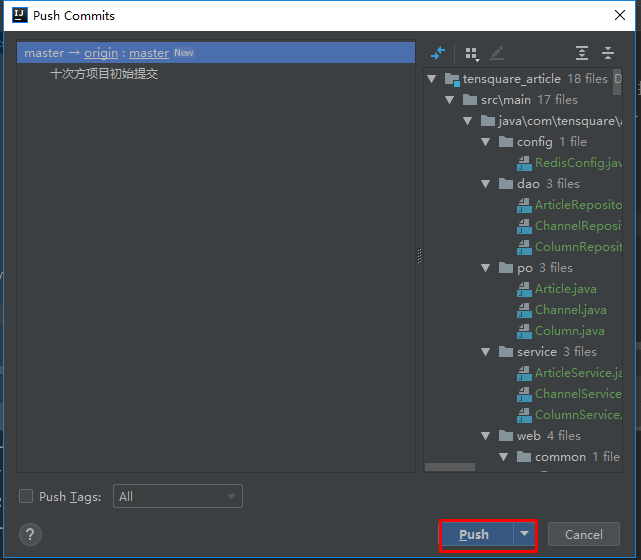 Push Commits
master → origin : master New
十次方项目初始提交
tensquare_article 18 files
src\main 17 files
java\com\tensquare\
config 1 file
RedisConfig.jav
dao 3 files
ArticleReposito
ChannelReposi
ColumnReposit
po 3 files
Article.java
Channel.java
Column.java
service 3 files
ArticleService.ja
ChannelService
ColumnService.
web 4 files
common 1 file
Push Tags: All
? Push Cancel